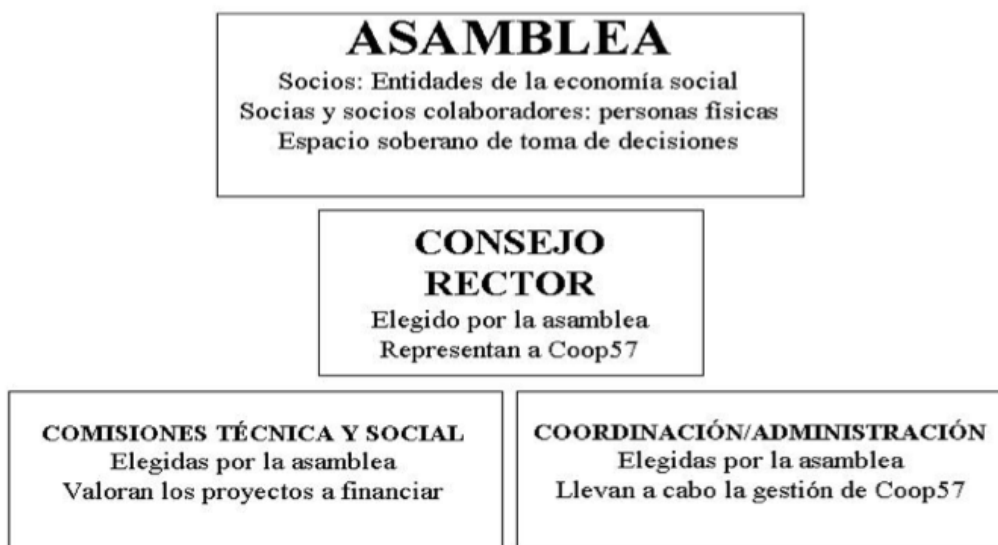 ASAMBLEA
Socios: Entidades de la economía social
Socias y socios colaboradores: personas físicas
Espacio soberano de toma de decisiones
CONSEJO
RECTOR
Elegido por la asamblea
Representan a Coop57
COMISIONES TÉCNICA Y SOCIAL
Elegidas por la asamblea
Valoran los proyectos a financiar
COORDINACIÓN/ADMINISTRACIÓN
Elegidas por la asamblea
Llevan a cabo la gestión de Coop57